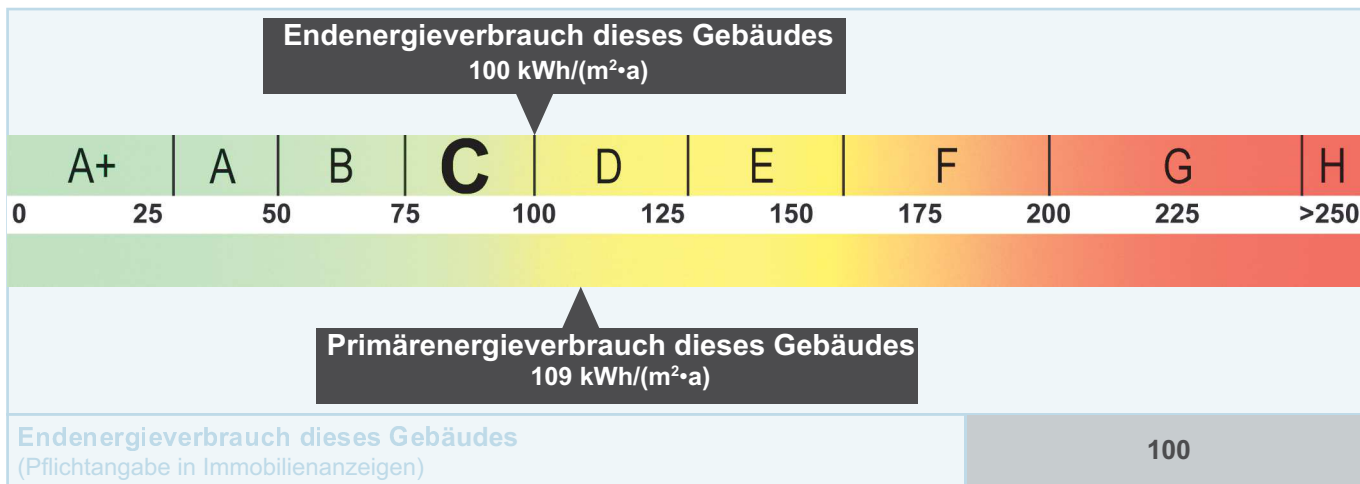 Endenergieverbrauch dieses Gebäudes
100 kWh/(m²•a)
A+ A B C D E F G H
0 25 50 75 100 125 150 175 200 225 >250
Primärenergieverbrauch dieses Gebäudes
109 kWh/(m²•a)
Endenergieverbrauch dieses Gebäudes
(Pflichtangabe in Immobilienanzeigen)
100